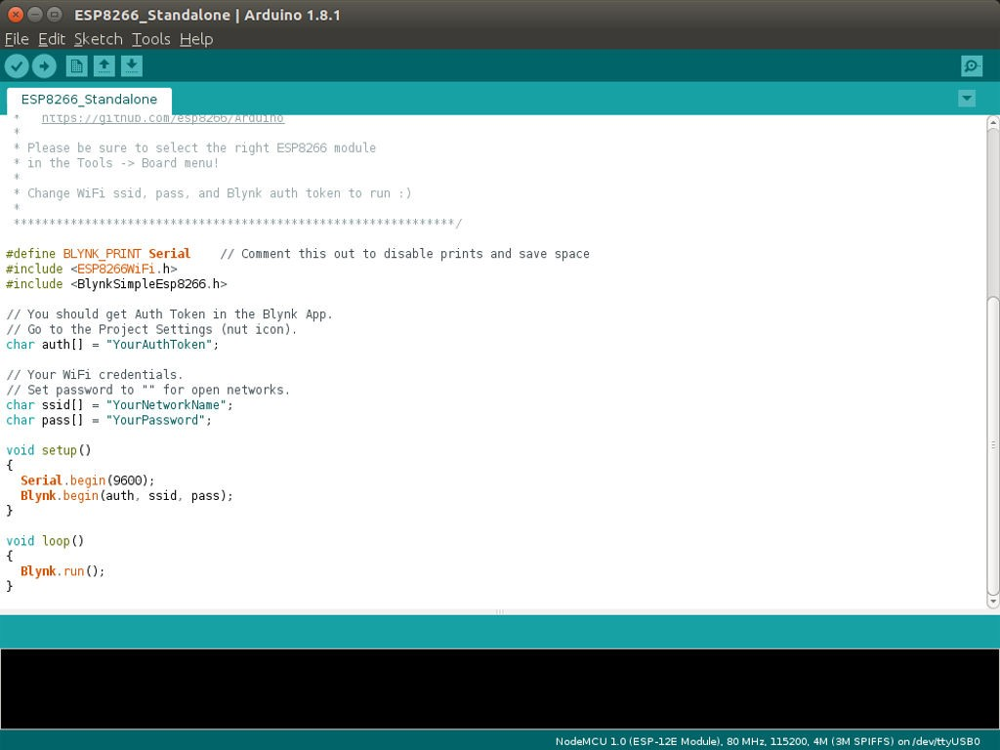 ESP8266_Standalone | Arduino 1.8.1
File Edit Sketch Tools Help
ESP8266_Standalone
*   https://github.com/esp8266/Arduino
*
* Please be sure to select the right ESP8266 module
* in the Tools -> Board menu!
*
* Change WiFi ssid, pass, and Blynk auth token to run :)
*
**************************************************************/
#define BLYNK_PRINT Serial    // Comment this out to disable prints and save space
#include <ESP8266WiFi.h>
#include <BlynkSimpleEsp8266.h>
// You should get Auth Token in the Blynk App.
// Go to the Project Settings (nut icon).
char auth[] = "YourAuthToken";
// Your WiFi credentials.
// Set password to "" for open networks.
char ssid[] = "YourNetworkName";
char pass[] = "YourPassword";
void setup()
{
  Serial.begin(9600);
  Blynk.begin(auth, ssid, pass);
}
void loop()
{
  Blynk.run();
}
NodeMCU 1.0 (ESP-12E Module), 80 MHz, 115200, 4M (3M SPIFFS) on /dev/ttyUSB0